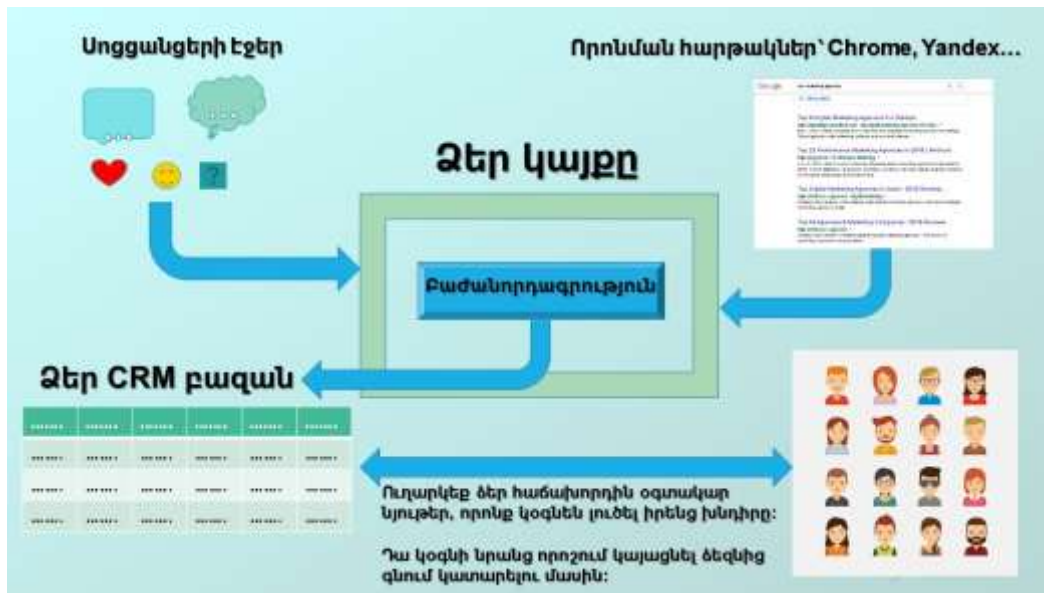 Սոցցանցերի էջեր
Որոնման հարթակներ՝ Chrome, Yandex...
Ձեր կայքը
Բաժանորդագրություն
Ձեր CRM բազան
Ուղարկեք ձեր հաճախորդին օգտակար
նյութեր, որոնք կօգնեն լուծել իրենց խնդիրը:
Դա կօգնի նրանց որոշում կայացնել ձեզնից
գնում կատարելու մասին: